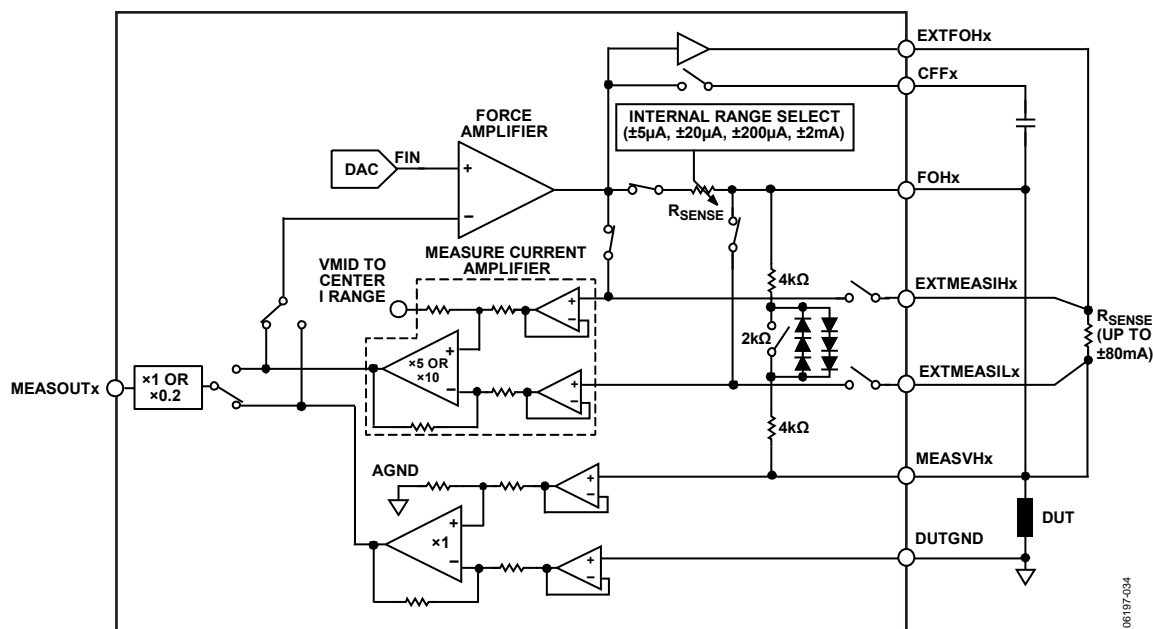 EXTFOHx
CFFx
INTERNAL RANGE SELECT
(±5µA, ±20µA, ±200µA, ±2mA)
FORCE
AMPLIFIER
DAC
FIN
+
–
FOHx
RSENSE
MEASURE CURRENT
AMPLIFIER
VMID TO
CENTER
I RANGE
4kΩ
EXTMEASIHx
+
–
2kΩ
RSENSE
(UP TO
±80mA)
×5 OR
×10
+
–
+
–
EXTMEASILx
MEASOUTx
×1 OR
×0.2
4kΩ
MEASVHx
AGND
+
–
×1
+
–
DUT
DUTGND
+
–
06197-034